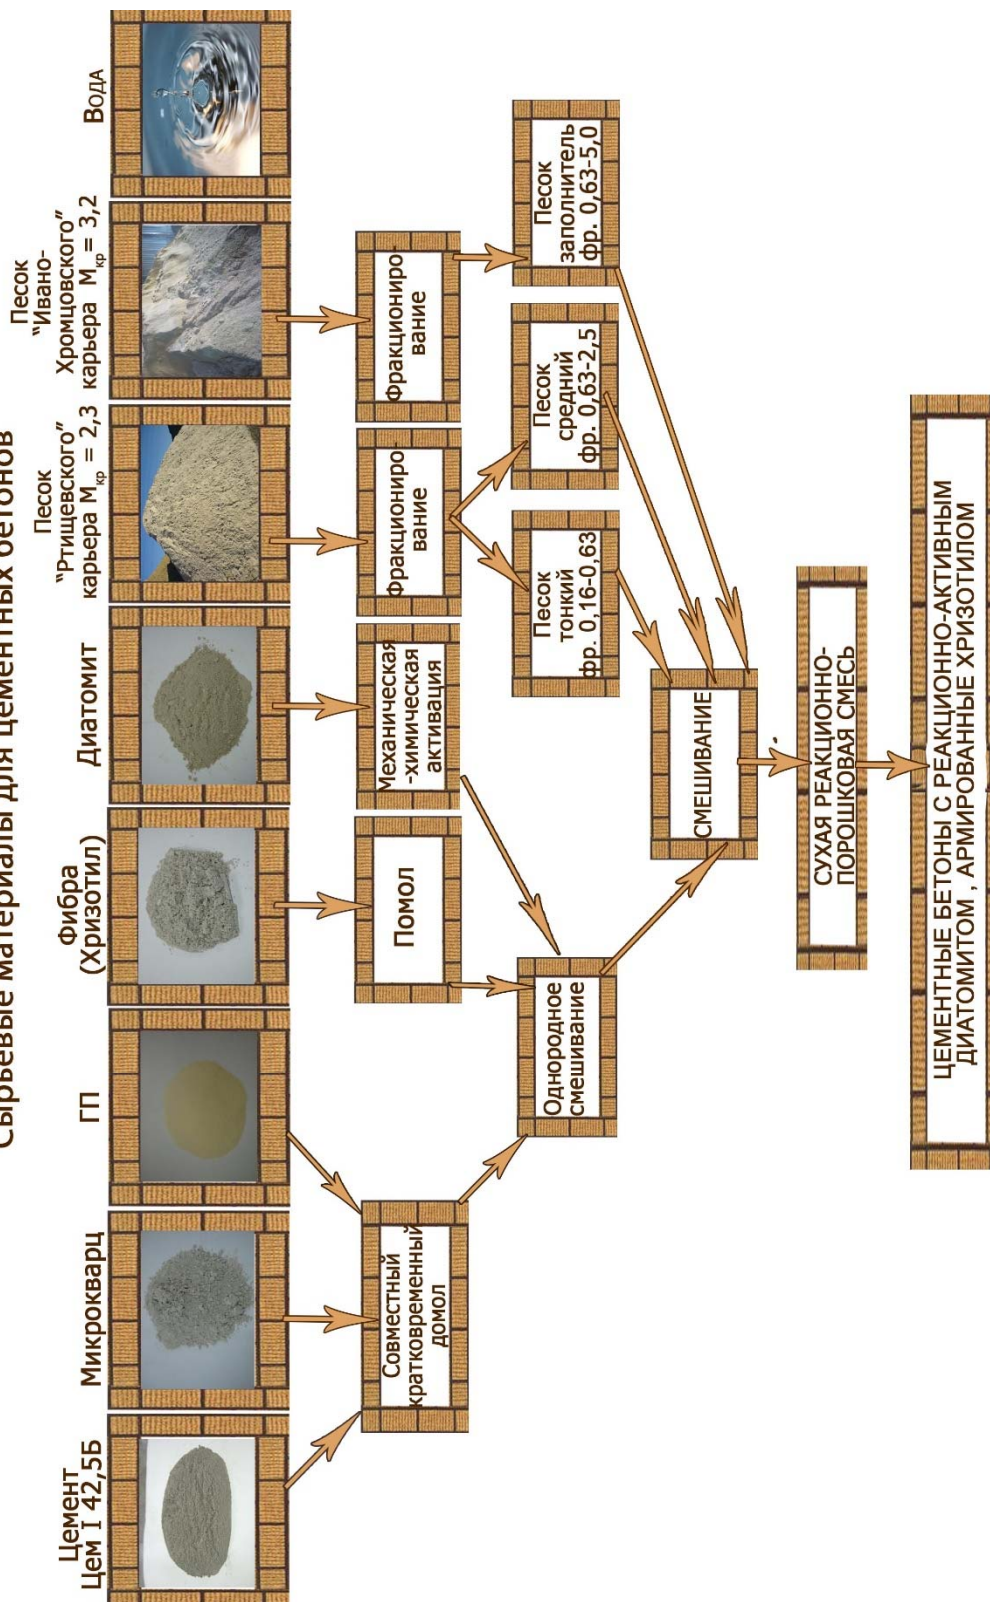 Сырьевые материалы для цементных бетонов
Цемент
Цем I 42,5Б
Микрокварц
ГП
Фибра
(Хризотил)
Диатомит
Песок
"Ртищевского"
карьера Мкр = 2,3
Песок
"Ивано-
Хромцовского"
карьера Мкр = 3,2
Вода
Совместный
кратковременный
домол
Помол
Механическая
-химическая
активация
Фракциониро-
вание
Фракциониро-
вание
Однородное
смешивание
Песок
тонкий
фр. 0,16-0,63
Песок
средний
фр. 0,63-2,5
Песок
заполнитель
фр. 0,63-5,0
СМЕШИВАНИЕ
СУХАЯ РЕАКЦИОННО-
ПОРОШКОВАЯ СМЕСЬ
ЦЕМЕНТНЫЕ БЕТОНЫ С РЕАКЦИОННО-АКТИВНЫМ
ДИАТОМИТОМ, АРМИРОВАННЫЕ ХРИЗОТИЛОМ